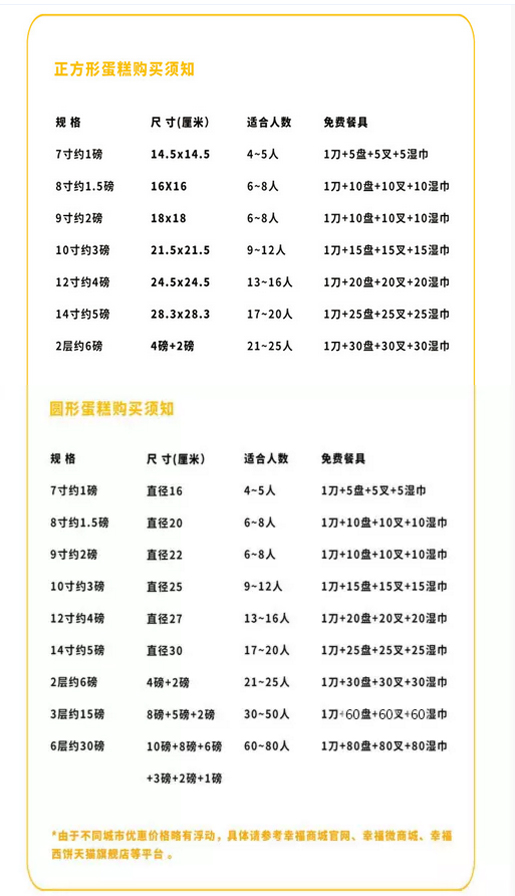 正方形蛋糕购买须知
规 格 尺 寸(厘米) 适合人数 免费餐具
7寸约1磅 14.5x14.5 4~5人 1刀+5盘+5叉+5湿巾
8寸约1.5磅 16X16 6~8人 1刀+10盘+10叉+10湿巾
9寸约2磅 18x18 6~8人 1刀+10盘+10叉+10湿巾
10寸约3磅 21.5x21.5 9~12人 1刀+15盘+15叉+15湿巾
12寸约4磅 24.5x24.5 13~16人 1刀+20盘+20叉+20湿巾
14寸约5磅 28.3x28.3 17~20人 1刀+25盘+25叉+25湿巾
2层约6磅 4磅+2磅 21~25人 1刀+30盘+30叉+30湿巾
圆形蛋糕购买须知
规 格 尺 寸(厘米) 适合人数 免费餐具
7寸约1磅 直径16 4~5人 1刀+5盘+5叉+5湿巾
8寸约1.5磅 直径20 6~8人 1刀+10盘+10叉+10湿巾
9寸约2磅 直径22 6~8人 1刀+10盘+10叉+10湿巾
10寸约3磅 直径25 9~12人 1刀+15盘+15叉+15湿巾
12寸约4磅 直径27 13~16人 1刀+20盘+20叉+20湿巾
14寸约5磅 直径30 17~20人 1刀+25盘+25叉+25湿巾
2层约6磅 4磅+2磅 21~25人 1刀+30盘+30叉+30湿巾
3层约15磅 8磅+5磅+2磅 30~50人 1刀+60盘+60叉+60湿巾
6层约30磅 10磅+8磅+6磅 60~80人 1刀+80盘+80叉+80湿巾
+3磅+2磅+1磅
*由于不同城市优惠价格略有浮动，具体请参考幸福商城官网、幸福微商城、幸福
西饼天猫旗舰店等平台 。